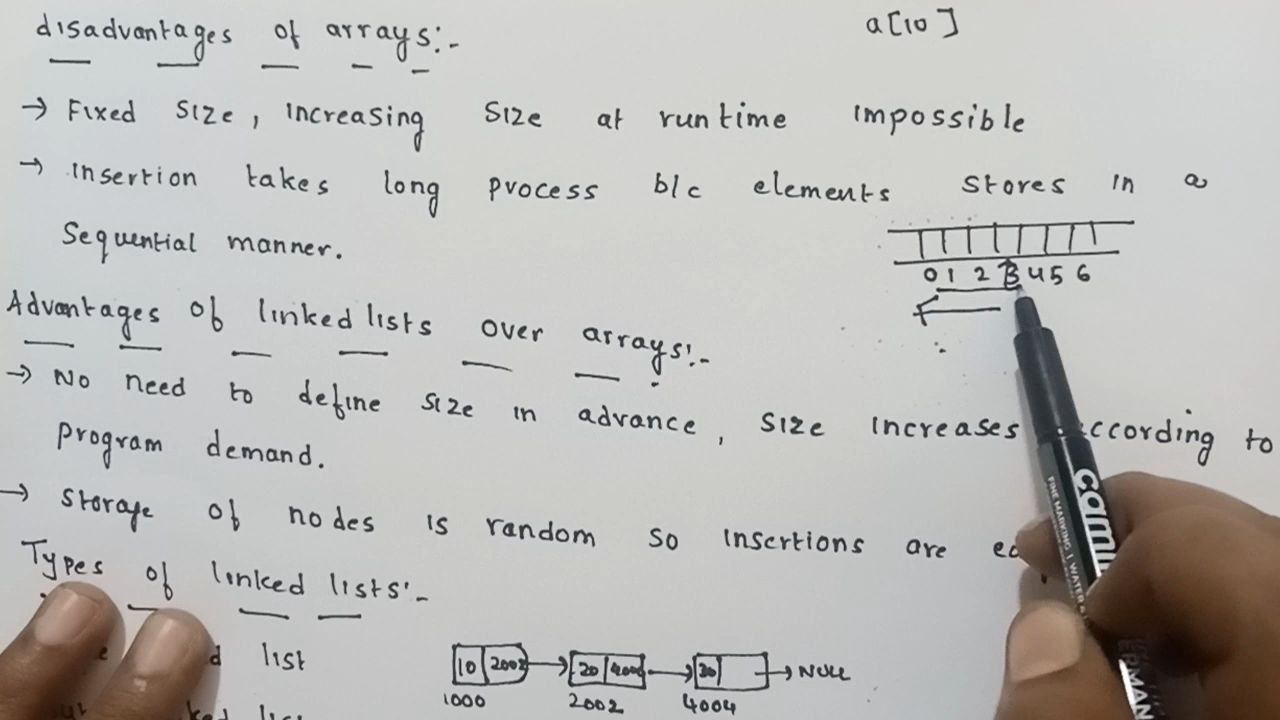 disadvantages of arrays:-
a[10]
→ Fixed size, increasing size at runtime impossible
→ insertion takes long process b/c elements stores in a
sequential manner.
0 1 2 3 4 5 6
Advantages of linked lists over arrays:-
→ No need to define size in advance, size increases according to
program demand.
→ storage of nodes is random so insertions are
Types of linked lists:-
list
10 2002 → 20 4004 → 30 → NULL
1000 2002 4004
FINE MARKING | WATER